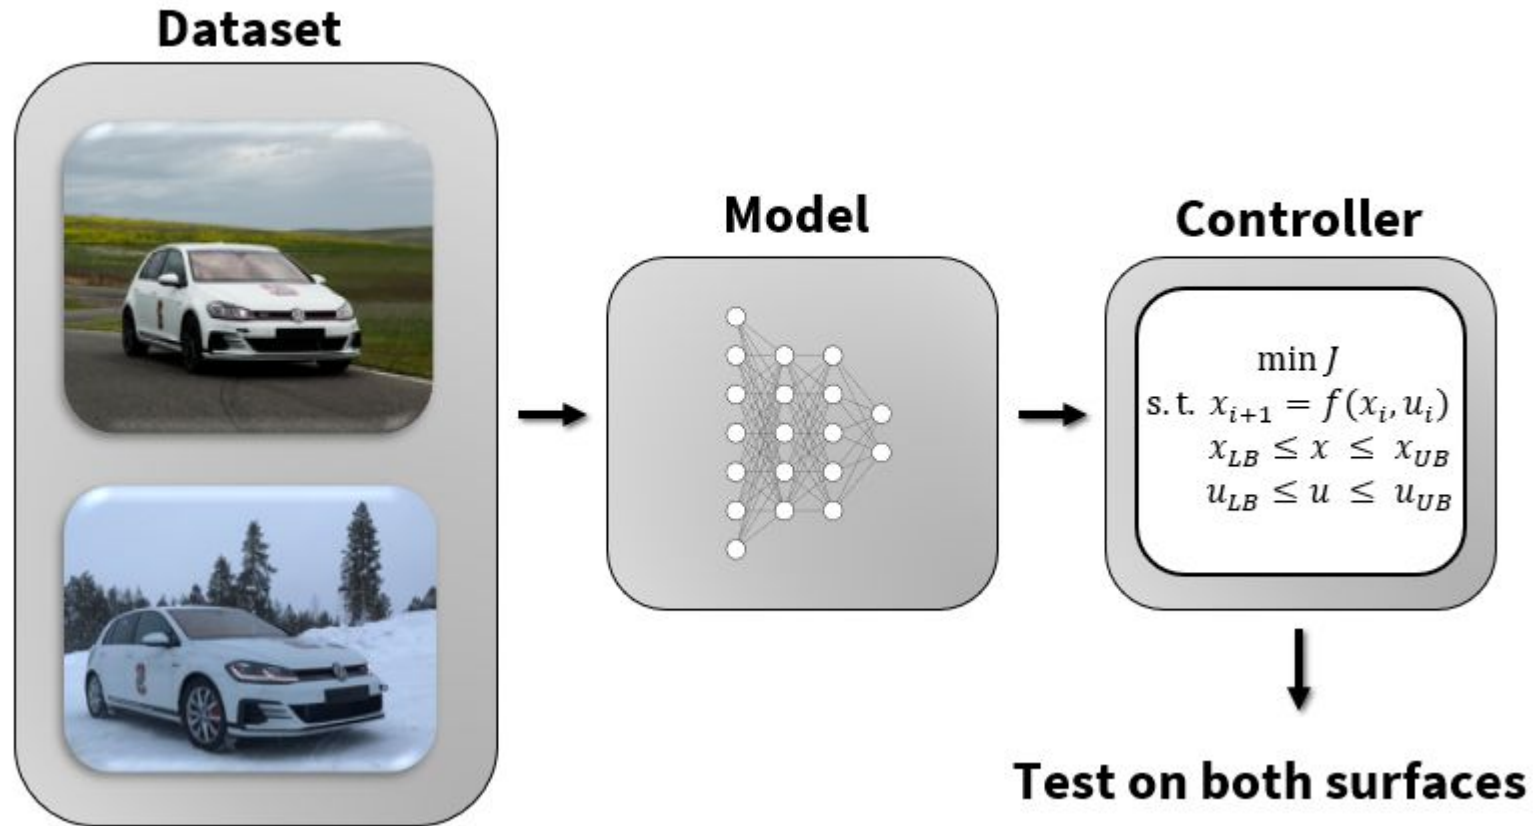 Dataset
Model
Controller
min J
s.t. x_{i+1} = f(x_i, u_i)
x_{LB} ≤ x ≤ x_{UB}
u_{LB} ≤ u ≤ u_{UB}
Test on both surfaces